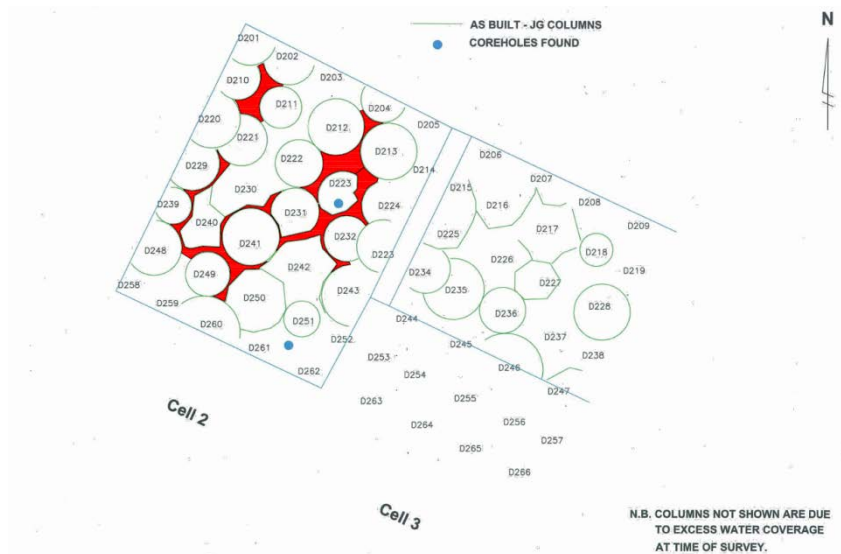 AS BUILT - JG COLUMNS
COREHOLES FOUND
N
D201
D202
D203
D210
D211
D204
D205
D220
D212
D221
D213
D206
D222
D214
D207
D229
D223
D215
D208
D230
D216
D239
D224
D209
D231
D217
D240
D225
D232
D248
D241
D218
D223
D226
D242
D234
D219
D249
D227
D258
D235
D243
D250
D259
D228
D236
D251
D244
D260
D252
D237
D261
D245
D253
D238
D246
D262
D254
D247
D263
D255
Cell 2
D264
D256
D257
D265
D266
Cell 3
N.B. COLUMNS NOT SHOWN ARE DUE
TO EXCESS WATER COVERAGE
AT TIME OF SURVEY.